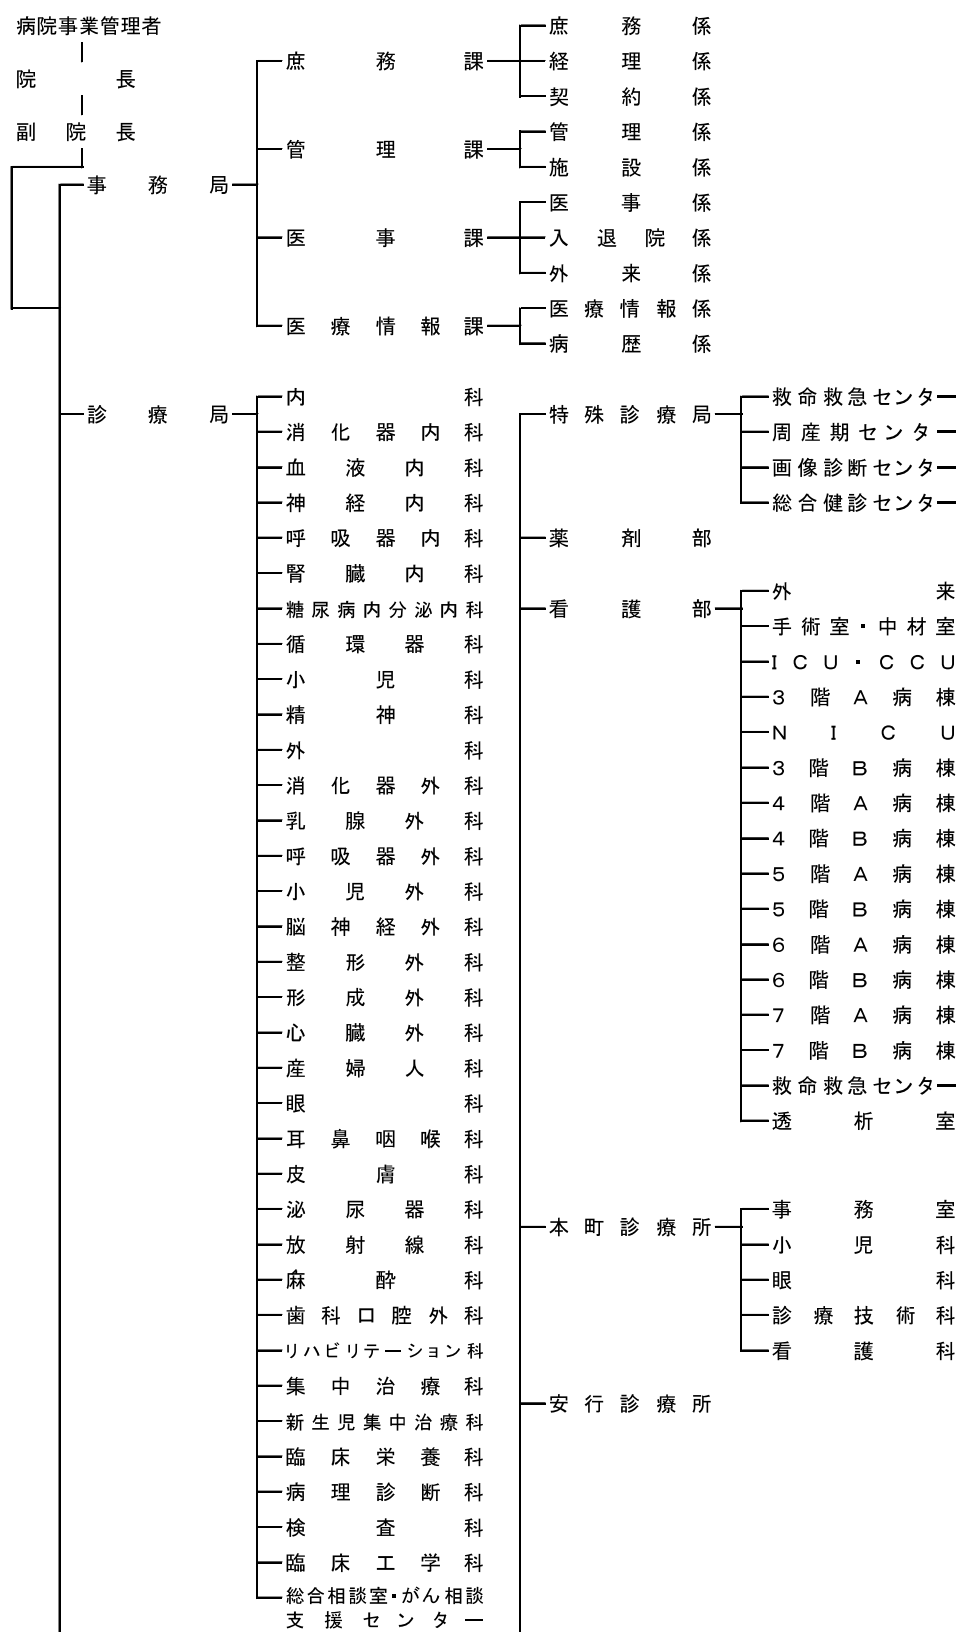 病院事業管理者
院長
副院長
事務局
庶務課
庶務係
経理係
契約係
管理課
管理係
施設係
医事課
医事係
入退院係
外来係
医療情報課
医療情報係
病歴係
診療局
内科
消化器内科
血液内科
神経内科
呼吸器内科
腎臓内科
糖尿病内分泌内科
循環器科
小児科
精神科
外科
消化器外科
乳腺外科
呼吸器外科
小児外科
脳神経外科
整形外科
形成外科
心臓外科
産婦人科
眼科
耳鼻咽喉科
皮膚科
泌尿器科
放射線科
麻酔科
歯科口腔外科
リハビリテーション科
集中治療科
新生児集中治療科
臨床栄養科
病理診断科
検査科
臨床工学科
総合相談室・がん相談
支援センター
特殊診療局
救命救急センター
周産期センター
画像診断センター
総合健診センター
薬剤部
看護部
外来
手術室・中材室
ICU・CCU
3階A病棟
NICU
3階B病棟
4階A病棟
4階B病棟
5階A病棟
5階B病棟
6階A病棟
6階B病棟
7階A病棟
7階B病棟
救命救急センター
透析室
本町診療所
事務室
小児科
眼科
診療技術科
看護科
安行診療所